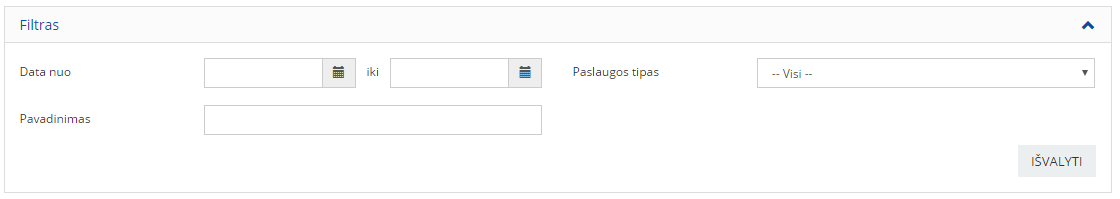 Filtras
Data nuo iki Paslaugos tipas -- Visi --
Pavadinimas
IŠVALYTI